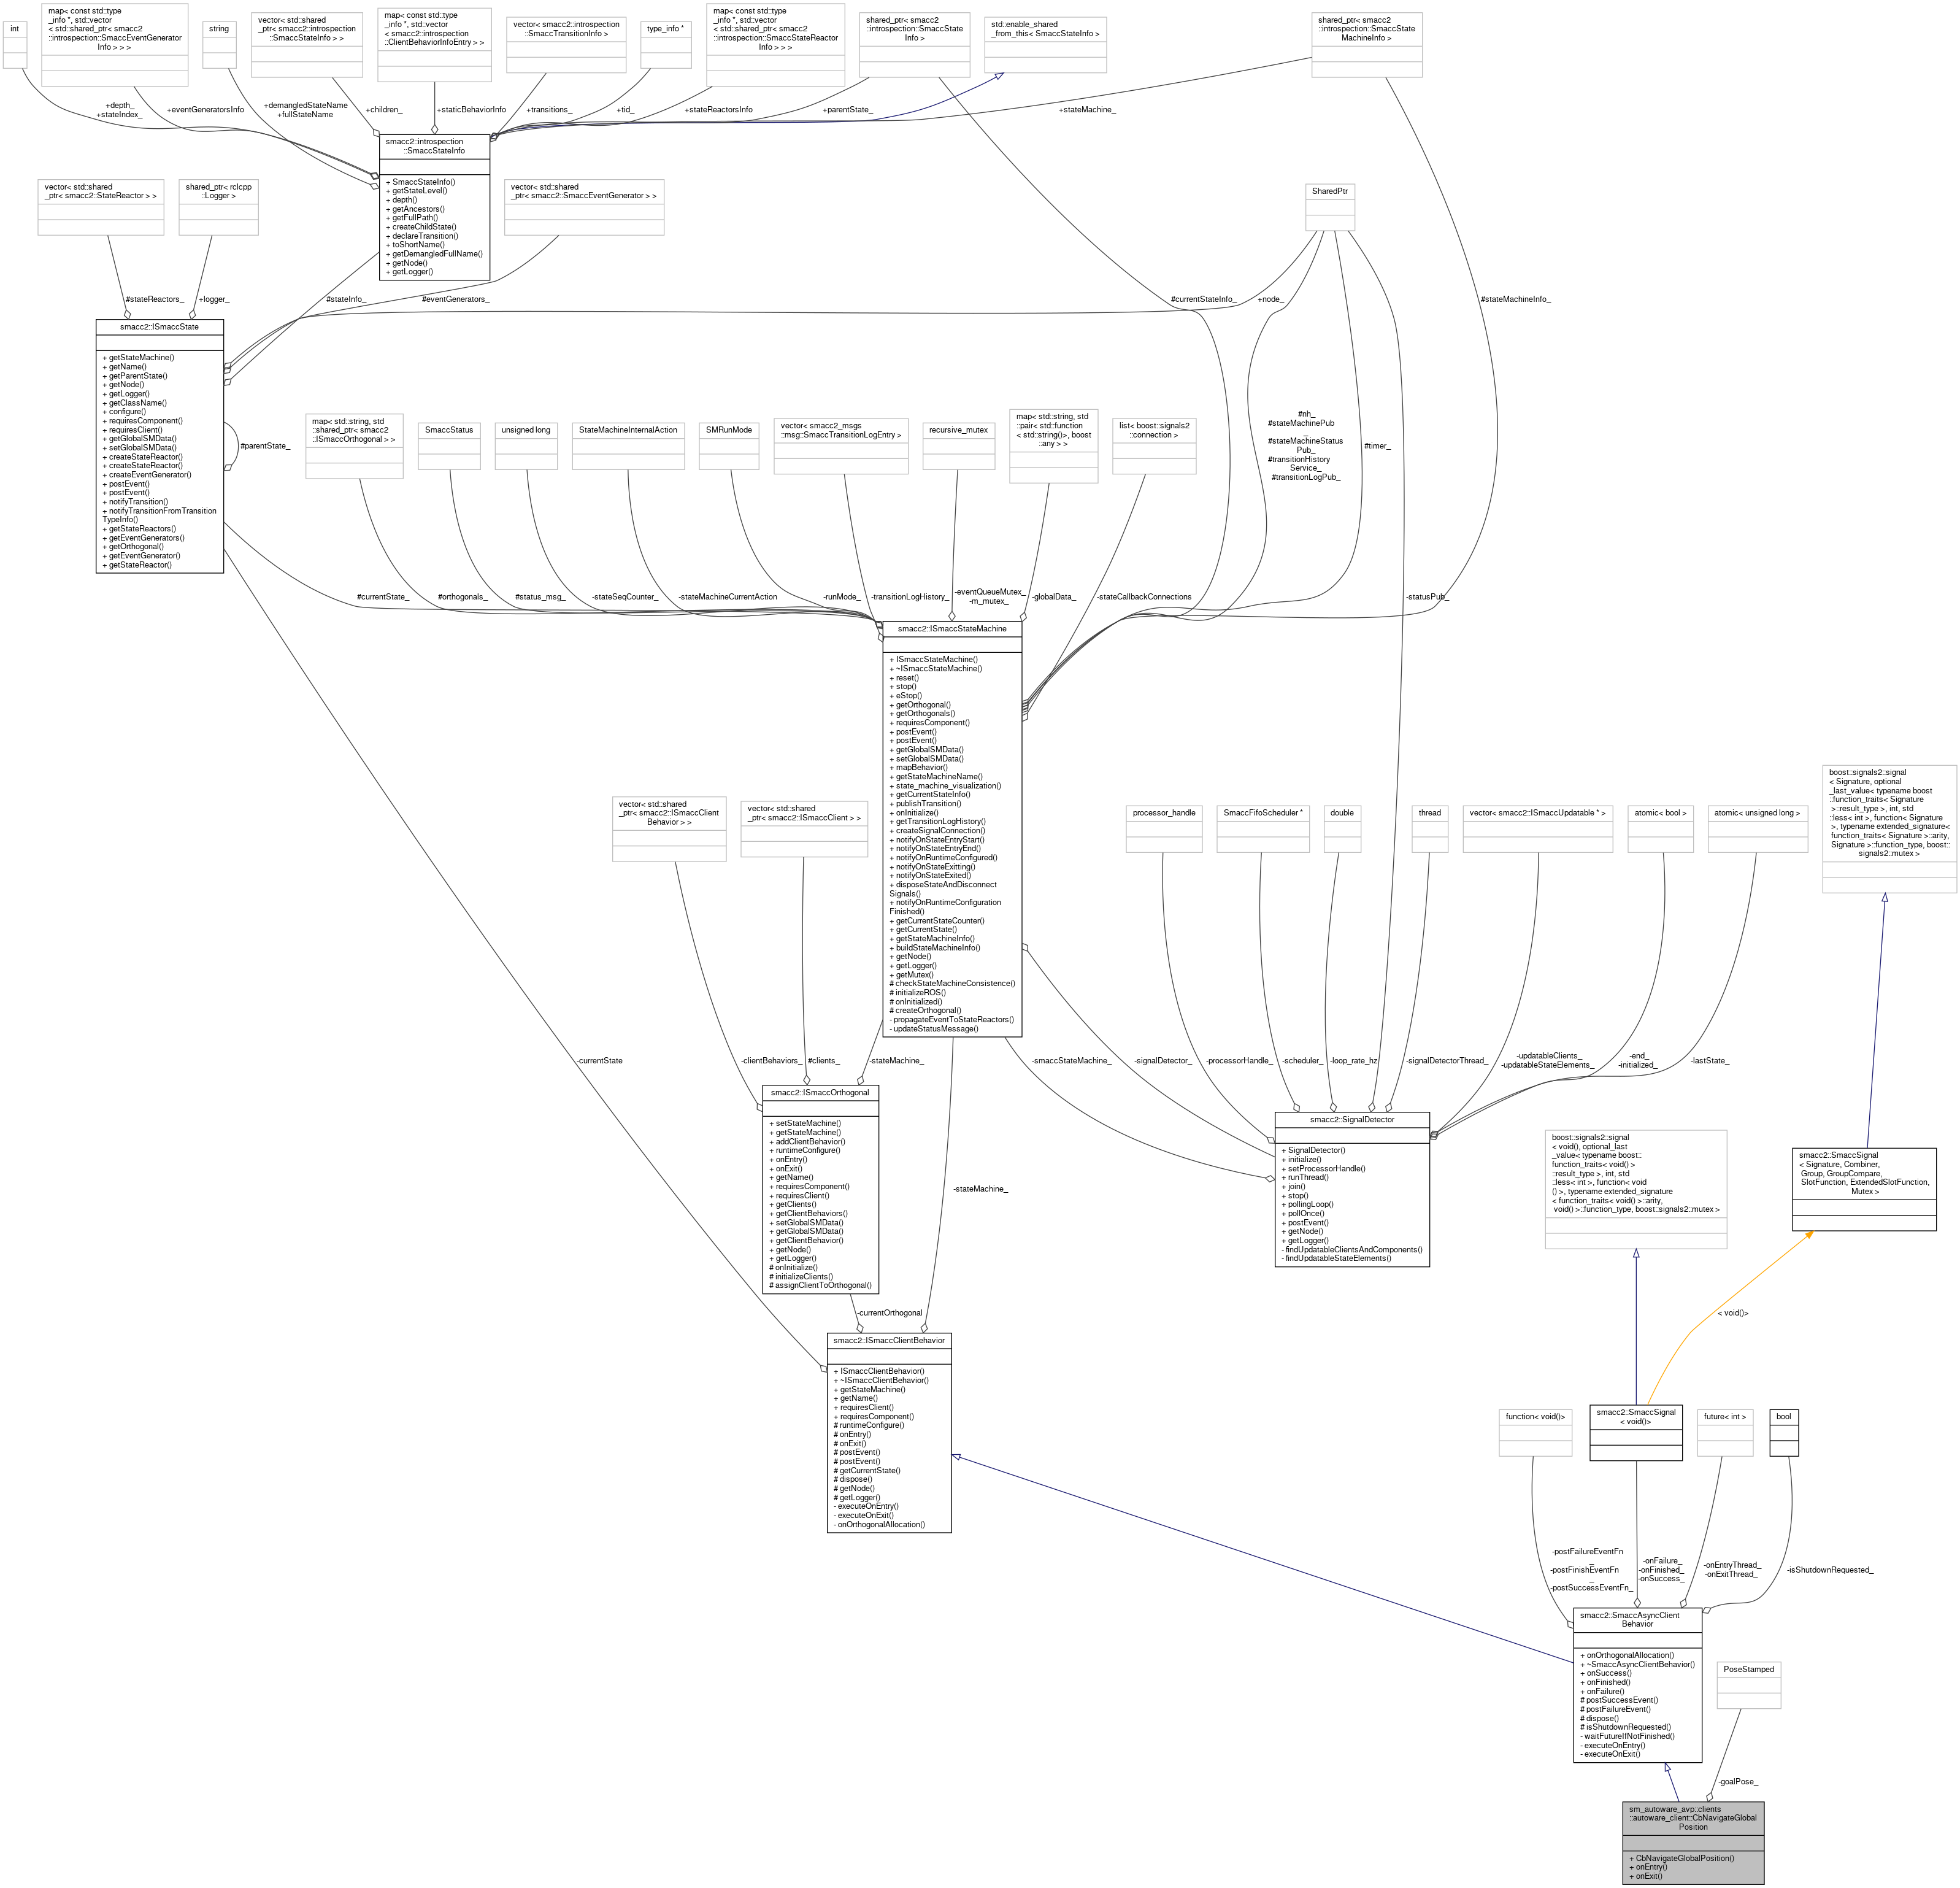 int
map< const std::type
_info *, std::vector
< std::shared_ptr< smacc2
::introspection::SmaccEventGenerator
Info > > >
string
vector< std::shared
_ptr< smacc2::introspection
::SmaccStateInfo > >
map< const std::type
_info *, std::vector
< smacc2::introspection
::ClientBehaviorInfoEntry > >
vector< smacc2::introspection
::SmaccTransitionInfo >
type_info *
map< const std::type
_info *, std::vector
< std::shared_ptr< smacc2
::introspection::SmaccStateReactor
Info > > >
shared_ptr< smacc2
::introspection::SmaccState
Info >
std::enable_shared
_from_this< SmaccStateInfo >
shared_ptr< smacc2
::introspection::SmaccState
MachineInfo >
+depth_
+stateIndex_
+eventGeneratorsInfo
+demangledStateName
+fullStateName
+children_
+staticBehaviorInfo
+transitions_
+tid_
+stateReactorsInfo
+parentState_
+stateMachine_
smacc2::introspection
::SmaccStateInfo
+ SmaccStateInfo()
+ getStateLevel()
+ depth()
+ getAncestors()
+ getFullPath()
+ createChildState()
+ declareTransition()
+ toShortName()
+ getDemangledFullName()
+ getNode()
+ getLogger()
vector< std::shared
_ptr< smacc2::StateReactor > >
shared_ptr< rclcpp
::Logger >
vector< std::shared
_ptr< smacc2::SmaccEventGenerator > >
SharedPtr
#stateReactors_
+logger_
#stateInfo_
#eventGenerators_
#currentStateInfo_
+node_
#stateMachineInfo_
smacc2::ISmaccState
+ getStateMachine()
+ getName()
+ getParentState()
+ getNode()
+ getLogger()
+ getClassName()
+ configure()
+ requiresComponent()
+ requiresClient()
+ getGlobalSMData()
+ setGlobalSMData()
+ createStateReactor()
+ createStateReactor()
+ createEventGenerator()
+ postEvent()
+ postEvent()
+ notifyTransition()
+ notifyTransitionFromTransition
TypeInfo()
+ getStateReactors()
+ getEventGenerators()
+ getOrthogonal()
+ getEventGenerator()
+ getStateReactor()
#parentState_
map< std::string, std
::shared_ptr< smacc2
::ISmaccOrthogonal > >
SmaccStatus
unsigned long
StateMachineInternalAction
SMRunMode
vector< smacc2_msgs
::msg::SmaccTransitionLogEntry >
recursive_mutex
map< std::string, std
::pair< std::function
< std::string()>, boost
::any > >
list< boost::signals2
::connection >
#nh_
#stateMachinePub
_
#stateMachineStatus
Pub_
#transitionHistory
Service_
#transitionLogPub_
#timer_
#currentState_
#orthogonals_
#status_msg_
-stateSeqCounter_
-stateMachineCurrentAction
-runMode_
-transitionLogHistory_
-eventQueueMutex_
-m_mutex_
-globalData_
-stateCallbackConnections
-statusPub_
smacc2::ISmaccStateMachine
+ ISmaccStateMachine()
+ ~ISmaccStateMachine()
+ reset()
+ stop()
+ eStop()
+ getOrthogonal()
+ getOrthogonals()
+ requiresComponent()
+ postEvent()
+ postEvent()
+ getGlobalSMData()
+ setGlobalSMData()
+ mapBehavior()
+ getStateMachineName()
+ state_machine_visualization()
+ getCurrentStateInfo()
+ publishTransition()
+ onInitialize()
+ getTransitionLogHistory()
+ createSignalConnection()
+ notifyOnStateEntryStart()
+ notifyOnStateEntryEnd()
+ notifyOnRuntimeConfigured()
+ notifyOnStateExitting()
+ notifyOnStateExited()
+ disposeStateAndDisconnect
Signals()
+ notifyOnRuntimeConfiguration
Finished()
+ getCurrentStateCounter()
+ getCurrentState()
+ getStateMachineInfo()
+ buildStateMachineInfo()
+ getNode()
+ getLogger()
+ getMutex()
# checkStateMachineConsistence()
# initializeROS()
# onInitialized()
# createOrthogonal()
- propagateEventToStateReactors()
- updateStatusMessage()
vector< std::shared
_ptr< smacc2::ISmaccClient
Behavior > >
vector< std::shared
_ptr< smacc2::ISmaccClient > >
processor_handle
SmaccFifoScheduler *
double
thread
vector< smacc2::ISmaccUpdatable * >
atomic< bool >
atomic< unsigned long >
boost::signals2::signal
< Signature, optional
_last_value< typename boost
::function_traits< Signature
>::result_type >, int, std
::less< int >, function< Signature
>, typename extended_signature<
function_traits< Signature >::arity,
Signature >::function_type, boost::
signals2::mutex >
-currentState
-clientBehaviors_
#clients_
-stateMachine_
-smaccStateMachine_
-signalDetector_
-processorHandle_
-scheduler_
-loop_rate_hz
-signalDetectorThread_
-updatableClients_
-updatableStateElements_
-end_
-initialized_
-lastState_
smacc2::ISmaccOrthogonal
+ setStateMachine()
+ getStateMachine()
+ addClientBehavior()
+ runtimeConfigure()
+ onEntry()
+ onExit()
+ getName()
+ requiresComponent()
+ requiresClient()
+ getClients()
+ getClientBehaviors()
+ setGlobalSMData()
+ getGlobalSMData()
+ getClientBehavior()
+ getNode()
+ getLogger()
# onInitialize()
# initializeClients()
# assignClientToOrthogonal()
-stateMachine_
smacc2::SignalDetector
+ SignalDetector()
+ initialize()
+ setProcessorHandle()
+ runThread()
+ join()
+ stop()
+ pollingLoop()
+ pollOnce()
+ postEvent()
+ getNode()
+ getLogger()
- findUpdatableClientsAndComponents()
- findUpdatableStateElements()
boost::signals2::signal
< void(), optional_last
_value< typename boost::
function_traits< void() >
::result_type >, int, std
::less< int >, function< void
() >, typename extended_signature
< function_traits< void() >::arity,
void() >::function_type, boost::signals2::mutex >
smacc2::SmaccSignal
< Signature, Combiner,
Group, GroupCompare,
SlotFunction, ExtendedSlotFunction,
Mutex >
-currentOrthogonal
< void()>
smacc2::ISmaccClientBehavior
+ ISmaccClientBehavior()
+ ~ISmaccClientBehavior()
+ getStateMachine()
+ getName()
+ requiresClient()
+ requiresComponent()
# runtimeConfigure()
# onEntry()
# onExit()
# postEvent()
# postEvent()
# getCurrentState()
# dispose()
# getNode()
# getLogger()
- executeOnEntry()
- executeOnExit()
- onOrthogonalAllocation()
function< void()>
smacc2::SmaccSignal
< void()>
future< int >
bool
-postFailureEventFn
_
-postFinishEventFn
_
-postSuccessEventFn_
-onFailure_
-onFinished_
-onSuccess_
-onEntryThread_
-onExitThread_
-isShutdownRequested_
smacc2::SmaccAsyncClient
Behavior
+ onOrthogonalAllocation()
+ ~SmaccAsyncClientBehavior()
+ onSuccess()
+ onFinished()
+ onFailure()
# postSuccessEvent()
# postFailureEvent()
# dispose()
# isShutdownRequested()
- waitFutureIfNotFinished()
- executeOnEntry()
- executeOnExit()
PoseStamped
-goalPose_
sm_autoware_avp::clients
::autoware_client::CbNavigateGlobal
Position
+ CbNavigateGlobalPosition()
+ onEntry()
+ onExit()